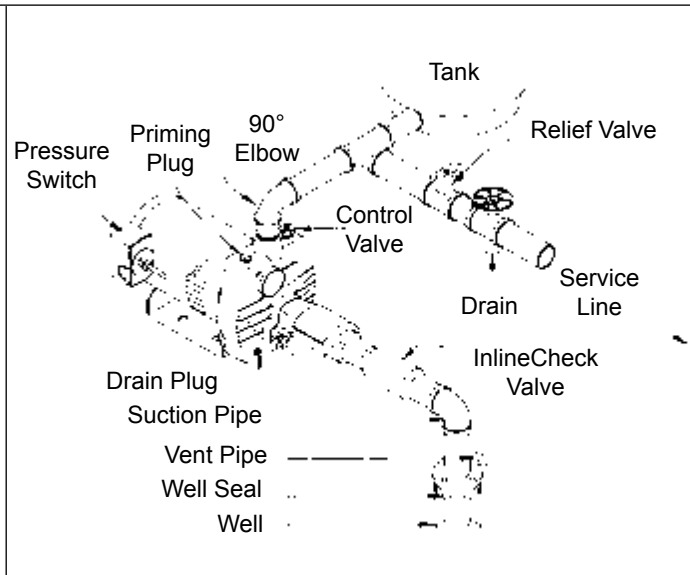 Tank
90°
Elbow
Priming
Plug
Relief Valve
Pressure
Switch
Control
Valve
Service
Line
Drain
InlineCheck
Valve
Drain Plug
Suction Pipe
Vent Pipe
Well Seal
Well